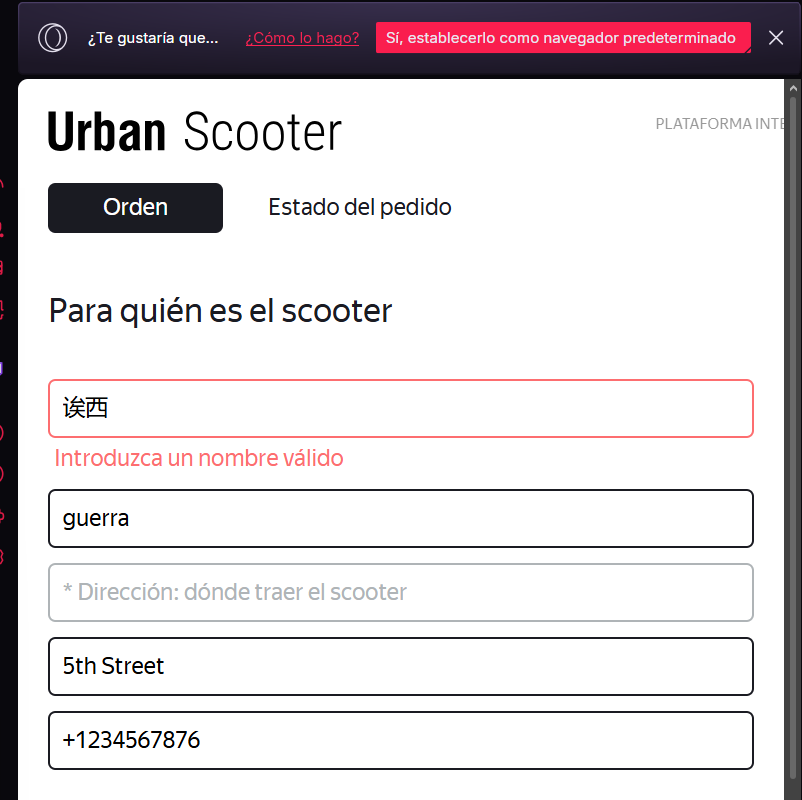 ¿Te gustaría que... ¿Cómo lo hago? Sí, establecerlo como navegador predeterminado
Urban Scooter
PLATAFORMA INTE
Orden Estado del pedido
Para quién es el scooter
诶西
Introduzca un nombre válido
guerra
* Dirección: dónde traer el scooter
5th Street
+1234567876